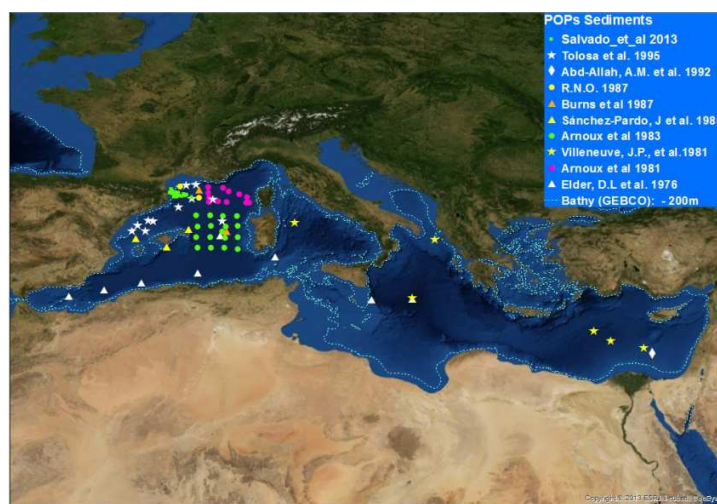 POPs Sediments
Salvado_et_al 2013
Tolosa et al. 1995
Abd-Allah, A.M. et al. 1992
R.N.O. 1987
Burns et al 1987
Sánchez-Pardo, J et al. 198
Arnoux et al 1983
Villeneuve, J.P., et al.1981
Arnoux et al 1981
Elder, D.L et al. 1976
Bathy (GEBCO): - 200m